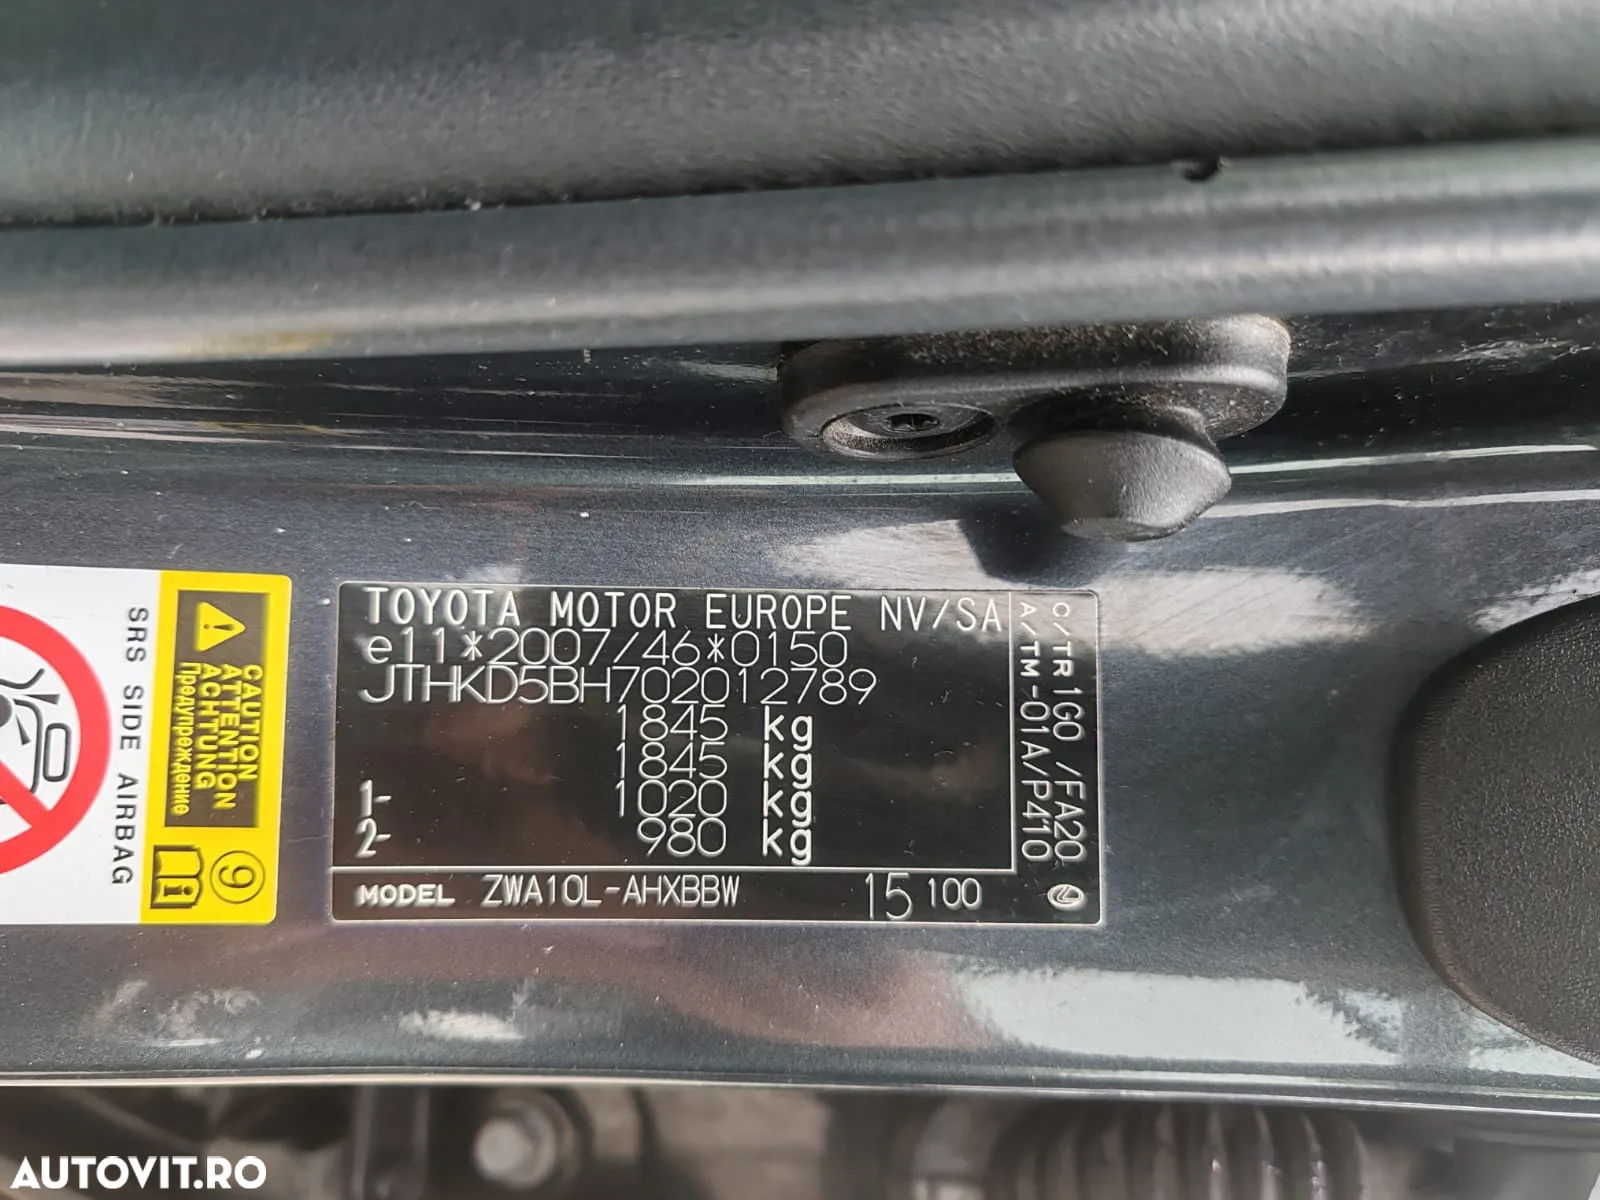 SRS SIDE AIRBAG
CAUTION
ATTENTION
ACHTUNG
Предупреждение
9
TOYOTA MOTOR EUROPE NV/SA
e11*2007/46*0150
JTHKD5BH702012789
1845 kg
1845 kg
1- 1020 kg
2- 980 kg
MODEL ZWA10L-AHXBBW 15 100
C/TR 1G0 /FA20
A/TM -01A/P410
AUTOVIT.RO